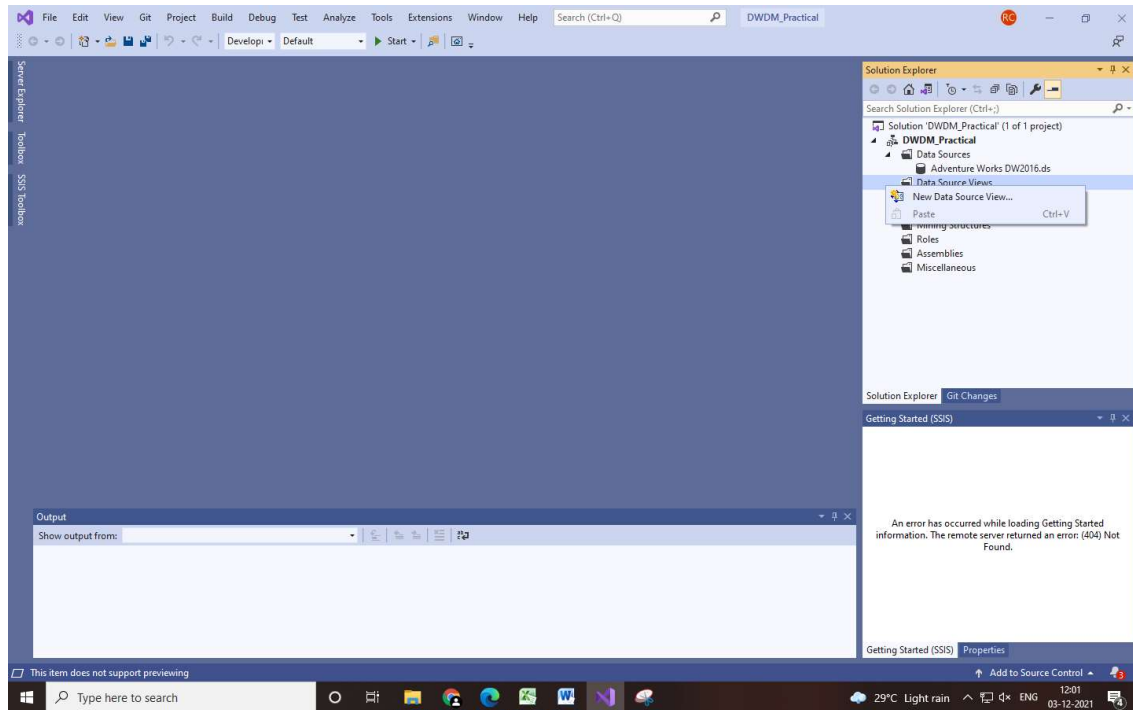 File Edit View Git Project Build Debug Test Analyze Tools Extensions Window Help Search (Ctrl+Q) DWDM_Practical RC
Developi Default Start
Server Explorer
Toolbox
SSIS Toolbox
Solution Explorer
Search Solution Explorer (Ctrl+;)
Solution 'DWDM_Practical' (1 of 1 project)
DWDM_Practical
Data Sources
Adventure Works DW2016.ds
Data Source Views
New Data Source View...
Paste Ctrl+V
Mining Structures
Roles
Assemblies
Miscellaneous
Solution Explorer Git Changes
Getting Started (SSIS)
An error has occurred while loading Getting Started
information. The remote server returned an error: (404) Not
Found.
Getting Started (SSIS) Properties
Output
Show output from:
This item does not support previewing Add to Source Control 3
Type here to search 29°C Light rain ENG 12:01
03-12-2021 4